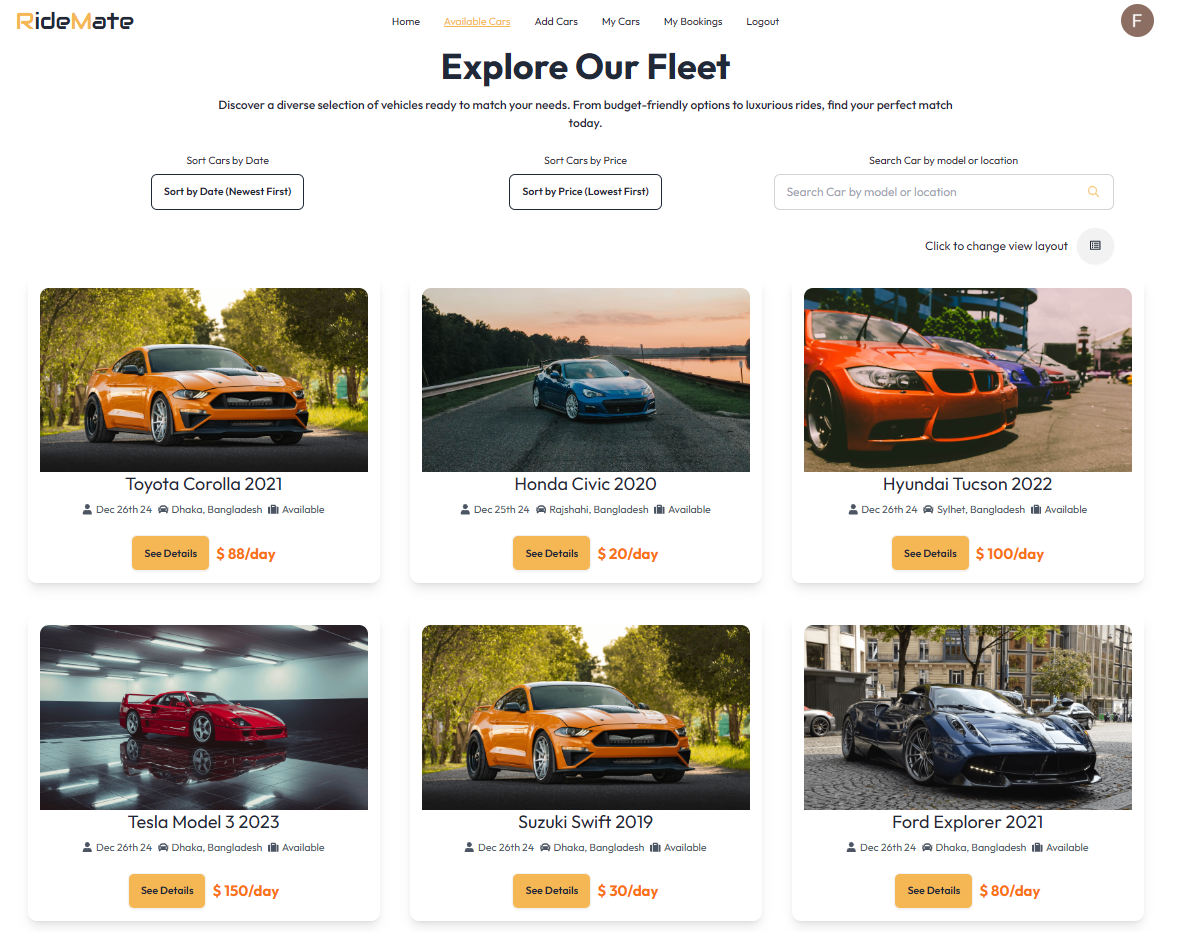 RideMate
Home Available Cars Add Cars My Cars My Bookings Logout
F
Explore Our Fleet
Discover a diverse selection of vehicles ready to match your needs. From budget-friendly options to luxurious rides, find your perfect match
today.
Sort Cars by Date
Sort by Date (Newest First)
Sort Cars by Price
Sort by Price (Lowest First)
Search Car by model or location
Search Car by model or location
Click to change view layout
Toyota Corolla 2021
Dec 26th 24 Dhaka, Bangladesh Available
See Details $ 88/day
Honda Civic 2020
Dec 25th 24 Rajshahi, Bangladesh Available
See Details $ 20/day
Hyundai Tucson 2022
Dec 26th 24 Sylhet, Bangladesh Available
See Details $ 100/day
Tesla Model 3 2023
Dec 26th 24 Dhaka, Bangladesh Available
See Details $ 150/day
Suzuki Swift 2019
Dec 26th 24 Dhaka, Bangladesh Available
See Details $ 30/day
Ford Explorer 2021
Dec 26th 24 Dhaka, Bangladesh Available
See Details $ 80/day